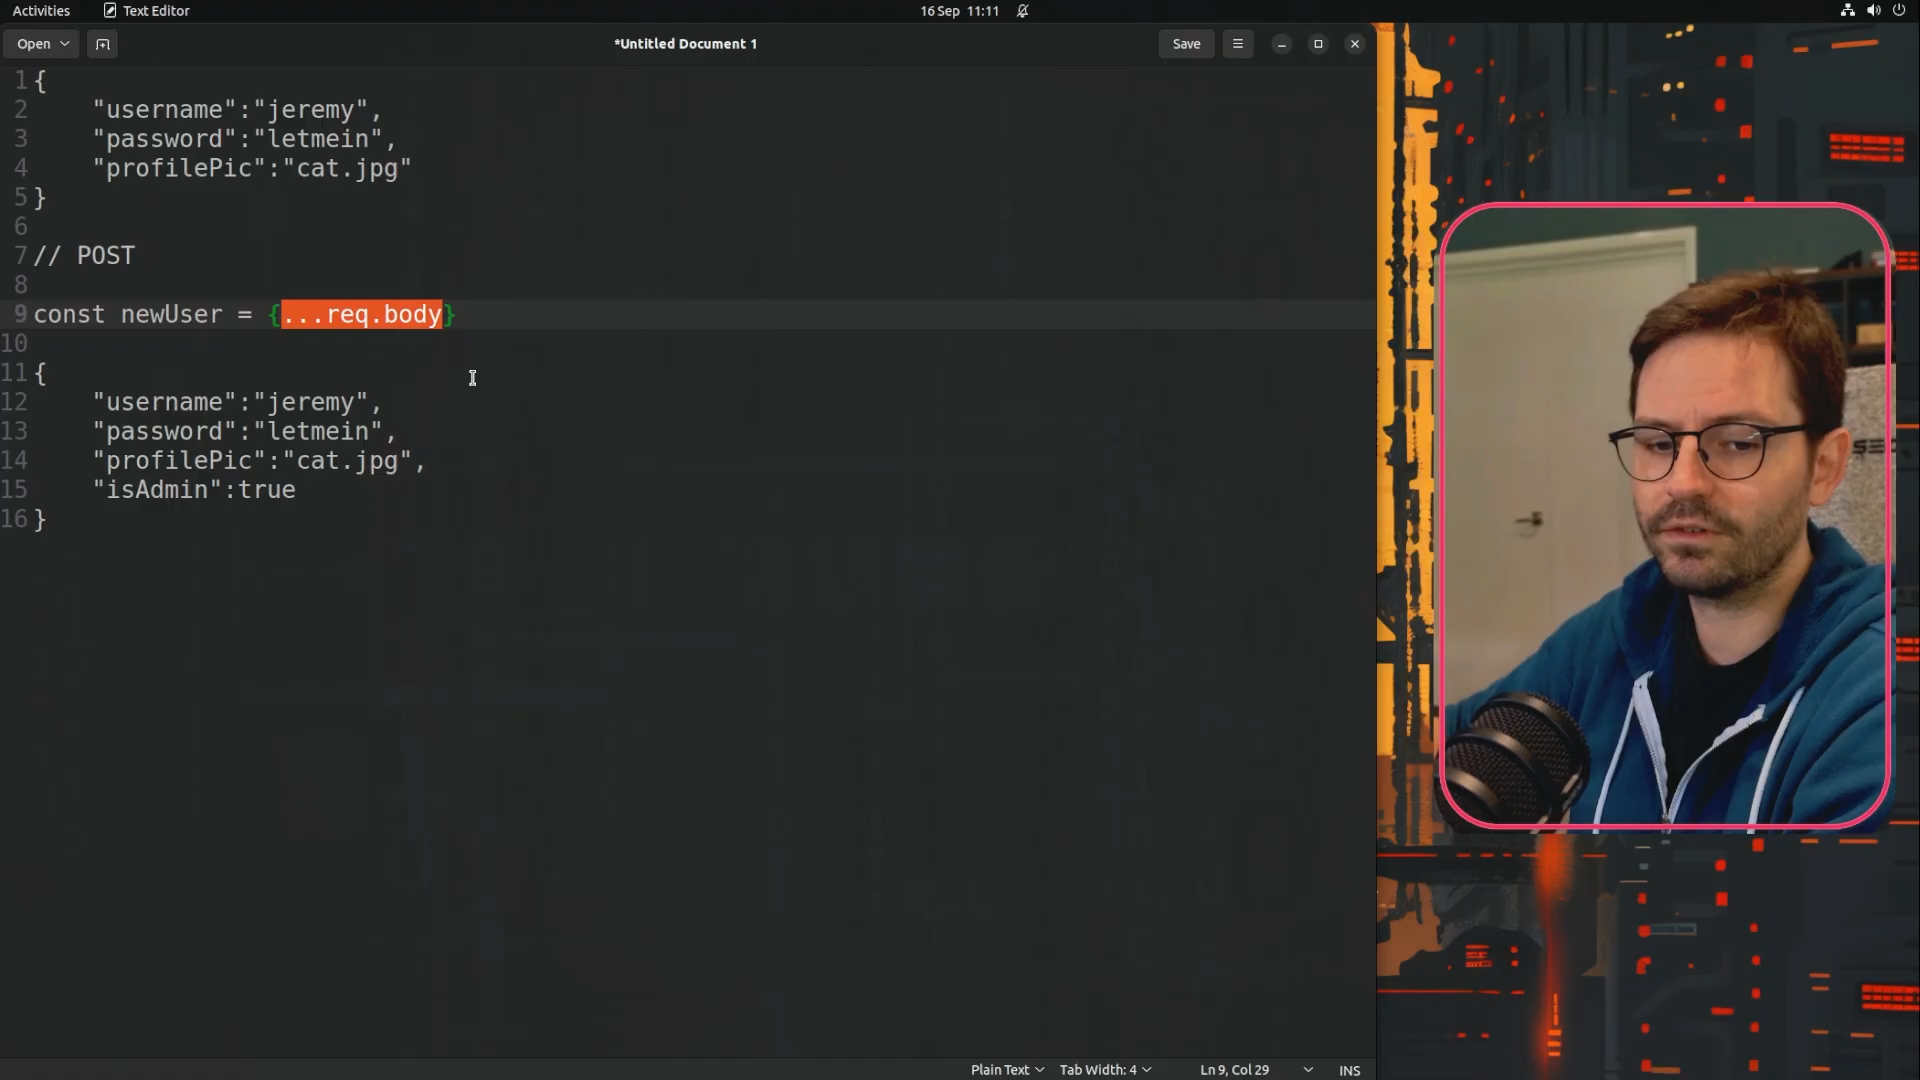 Activities
Text Editor
16 Sep 11:11
Open
*Untitled Document 1
Save
1 {
2     "username":"jeremy",
3     "password":"letmein",
4     "profilePic":"cat.jpg"
5 }
6
7 // POST
8
9 const newUser = {...req.body}
10
11 {
12     "username":"jeremy",
13     "password":"letmein",
14     "profilePic":"cat.jpg",
15     "isAdmin":true
16 }
Plain Text
Tab Width: 4
Ln 9, Col 29
INS